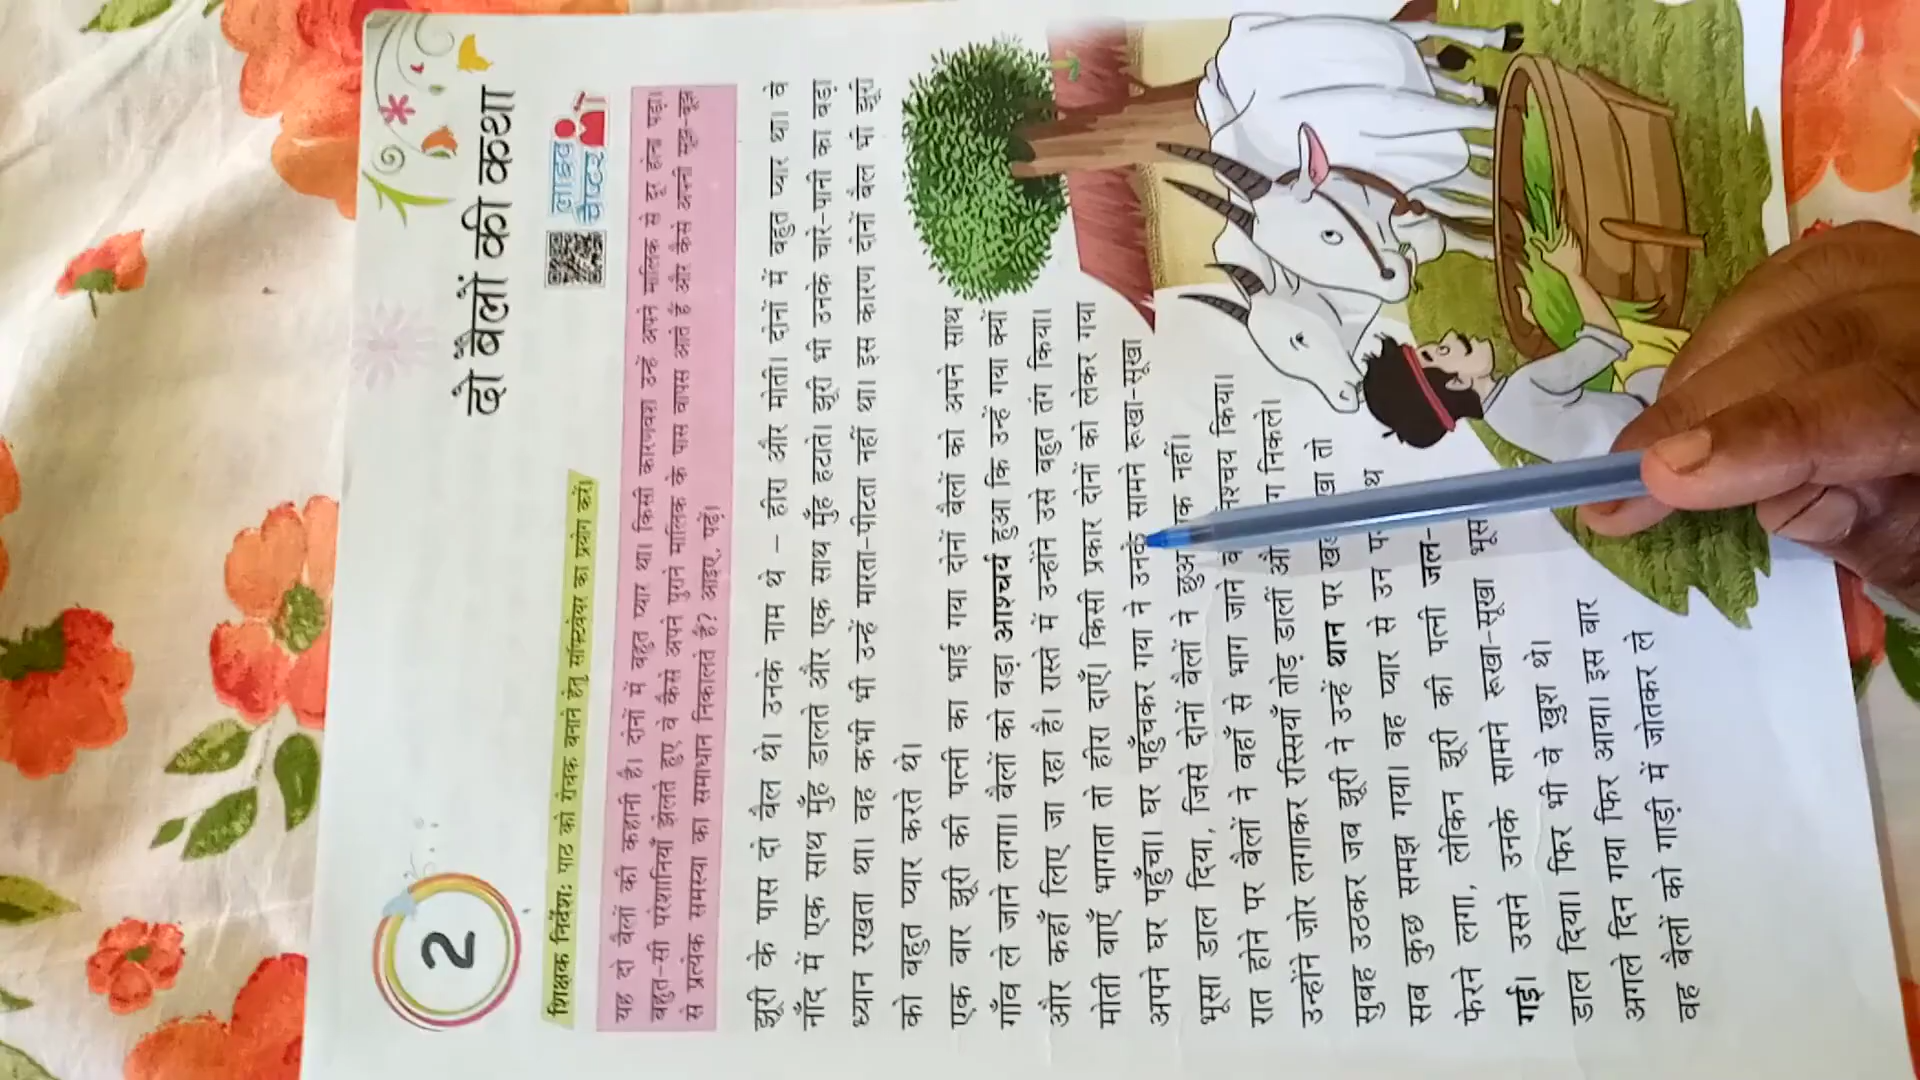 2
दो बैलों की कथा
शिक्षक निर्देश: पाठ को रोचक बनाने हेतु मल्टिमीडिया का प्रयोग करें।
लाइव
चैप्टर
यह दो बैलों की कहानी है। दोनों में बहुत प्यार था। किसी कारणवश उन्हें अपने मालिक से दूर होना पड़ा।
बहुत-सी परेशानियाँ झेलते हुए वे कैसे अपने पुराने मालिक के पास वापस आते हैं और कैसे अपनी सूझ-बूझ
से प्रत्येक समस्या का समाधान निकालते हैं? आइए, पढ़ें।
झूरी के पास दो बैल थे। उनके नाम थे – हीरा और मोती। दोनों में बहुत प्यार था। वे
नाँद में एक साथ मुँह डालते और एक साथ मुँह हटाते। झूरी भी उनके चारे-पानी का बड़ा
ध्यान रखता था। वह कभी भी उन्हें मारता-पीटता नहीं था। इस कारण दोनों बैल भी झूरी
को बहुत प्यार करते थे।
एक बार झूरी की पत्नी का भाई गया दोनों बैलों को अपने साथ
गाँव ले जाने लगा। बैलों को बड़ा आश्चर्य हुआ कि उन्हें गया क्यों
और कहाँ लिए जा रहा है। रास्ते में उन्होंने उसे बहुत तंग किया।
मोती बाएँ भागता तो हीरा दाएँ। किसी प्रकार दोनों को लेकर गया
अपने घर पहुँचा। घर पहुँचकर गया ने उनके सामने रूखा-सूखा
भूसा डाल दिया, जिसे दोनों बैलों ने नहीं।
रात होने पर बैलों ने वहाँ से भाग जाने किया।
उन्होंने ज़ोर लगाकर रस्सियाँ तोड़ डालीं निकले।
सुबह उठकर जब झूरी ने उन्हें थान पर तो
सब कुछ समझ गया। वह प्यार से उन
फेरने लगा, लेकिन झूरी की पत्नी जल-
गई। उसने उनके सामने रूखा-सूखा
डाल दिया। फिर भी वे खुश थे।
अगले दिन गया फिर आया। इस बार
वह बैलों को गाड़ी में जोतकर ले